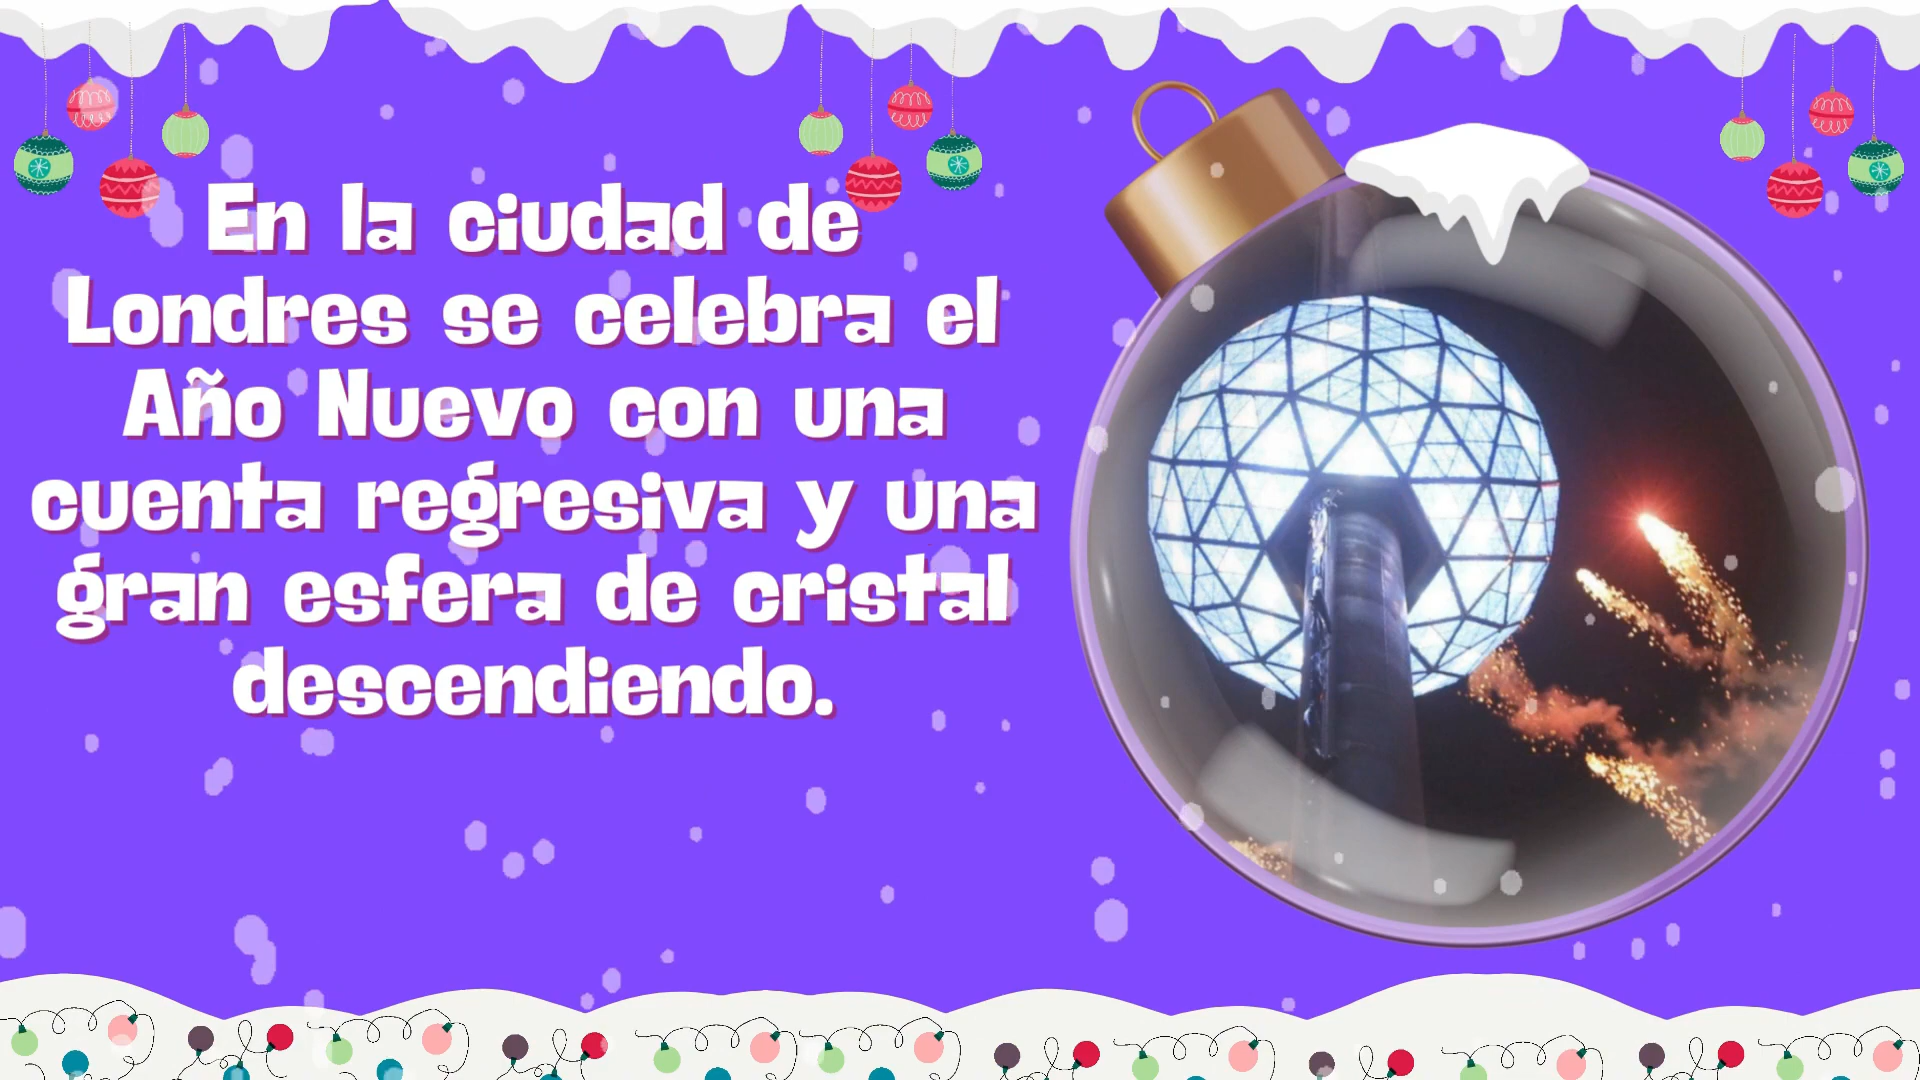 En la ciudad de
Londres se celebra el
Año Nuevo con una
cuenta regresiva y una
gran esfera de cristal
descendiendo.